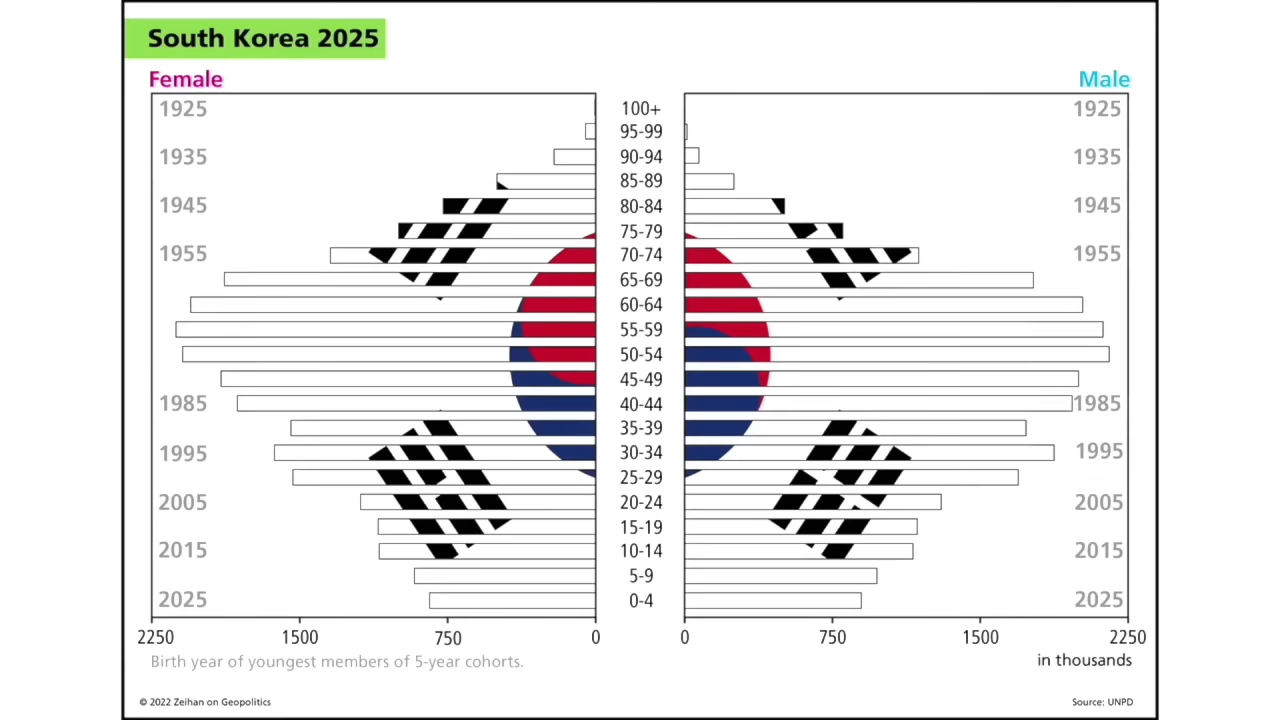 South Korea 2025
Female
Male
1925 100+ 1925
95-99
1935 90-94 1935
85-89
1945 80-84 1945
75-79
1955 70-74 1955
65-69
60-64
55-59
50-54
45-49
1985 40-44 1985
35-39
1995 30-34 1995
25-29
2005 20-24 2005
15-19
2015 10-14 2015
5-9
2025 0-4 2025
2250 1500 750 0 0 750 1500 2250
Birth year of youngest members of 5-year cohorts.
in thousands
© 2022 Zeihan on Geopolitics
Source: UNPD